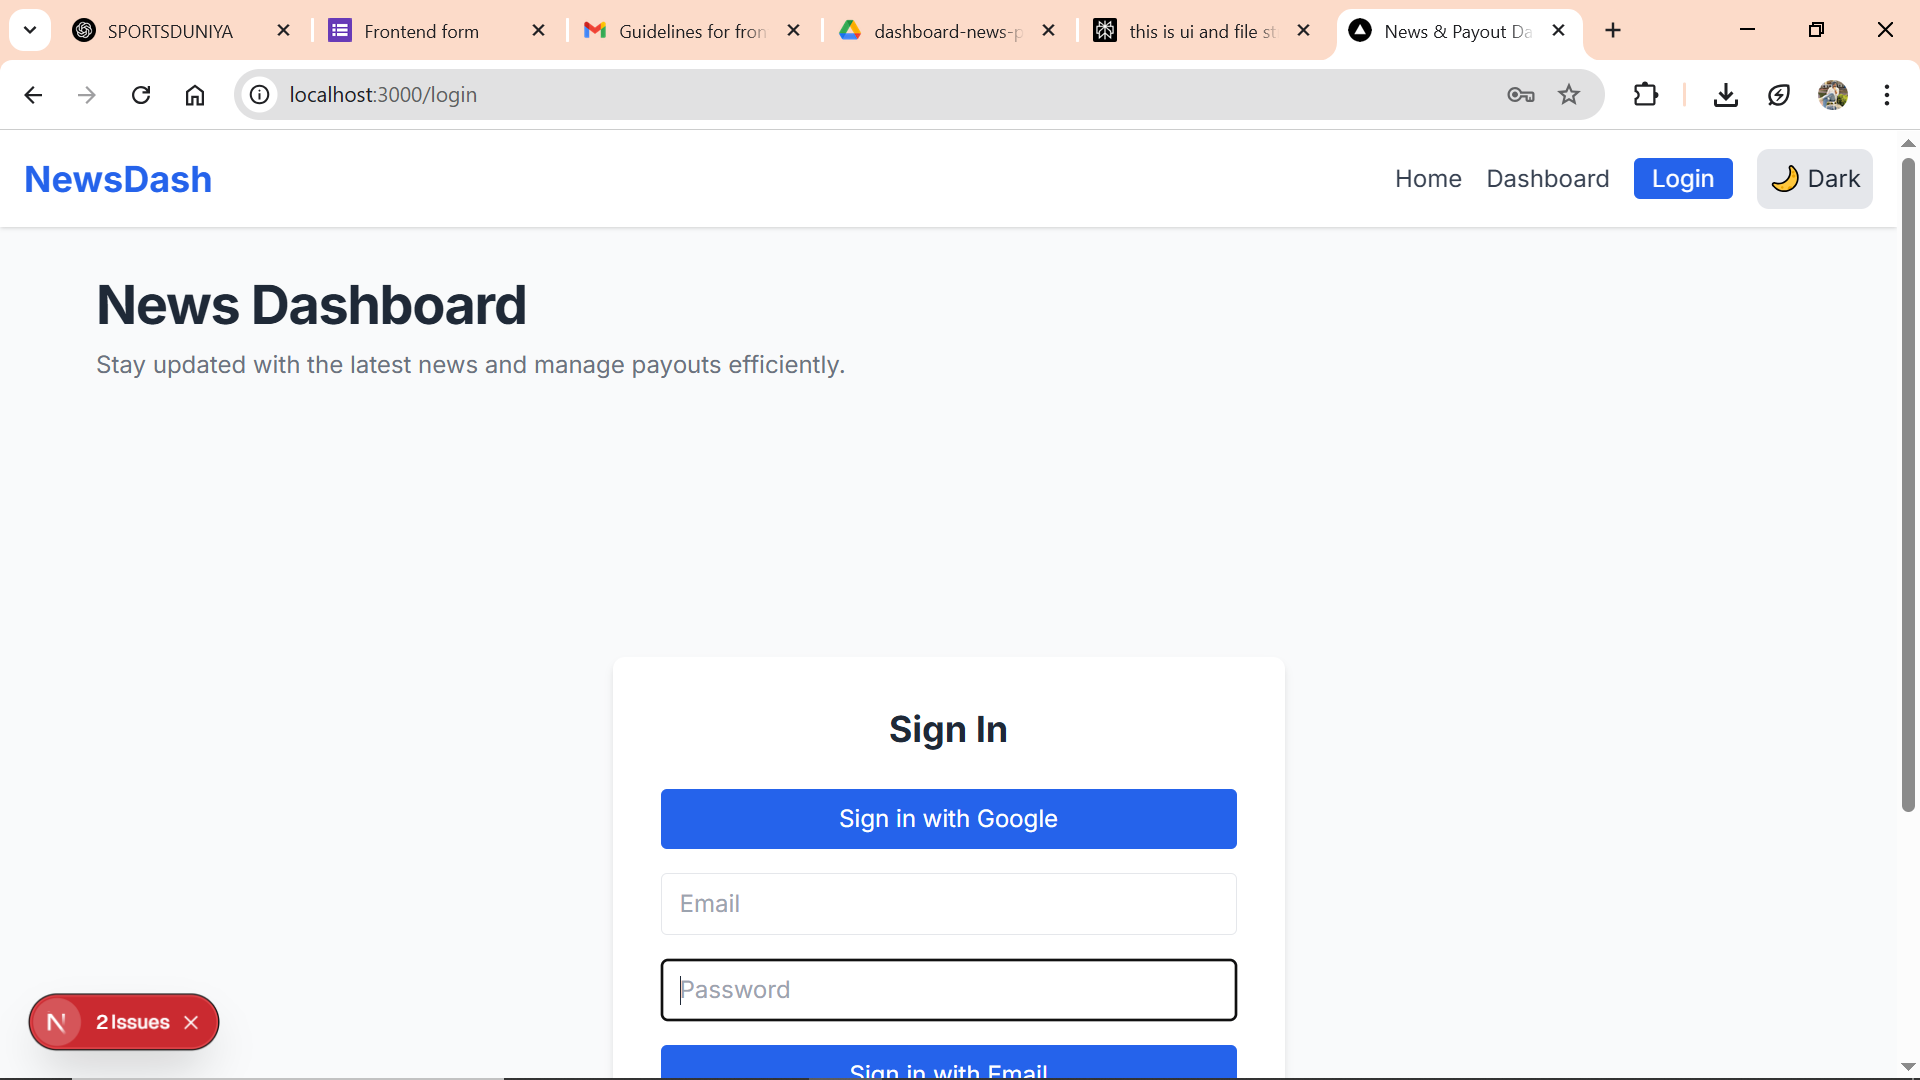 SPORTSDUNIYA
Frontend form
Guidelines for fron
dashboard-news-p
this is ui and file st
News & Payout Da
localhost:3000/login
NewsDash
Home
Dashboard
Login
Dark
News Dashboard
Stay updated with the latest news and manage payouts efficiently.
Sign In
Sign in with Google
Email
Password
Sign in with Email
N
2 Issues